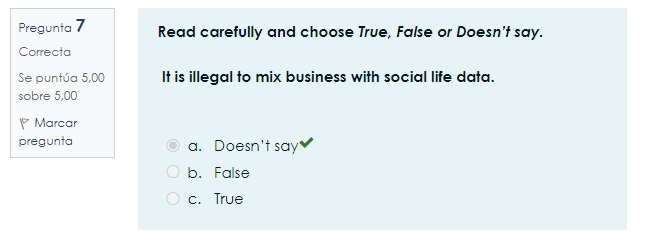 Pregunta 7
Correcta
Se puntúa 5,00
sobre 5,00
Marcar
pregunta
Read carefully and choose True, False or Doesn't say.
It is illegal to mix business with social life data.
a. Doesn't say
b. False
c. True